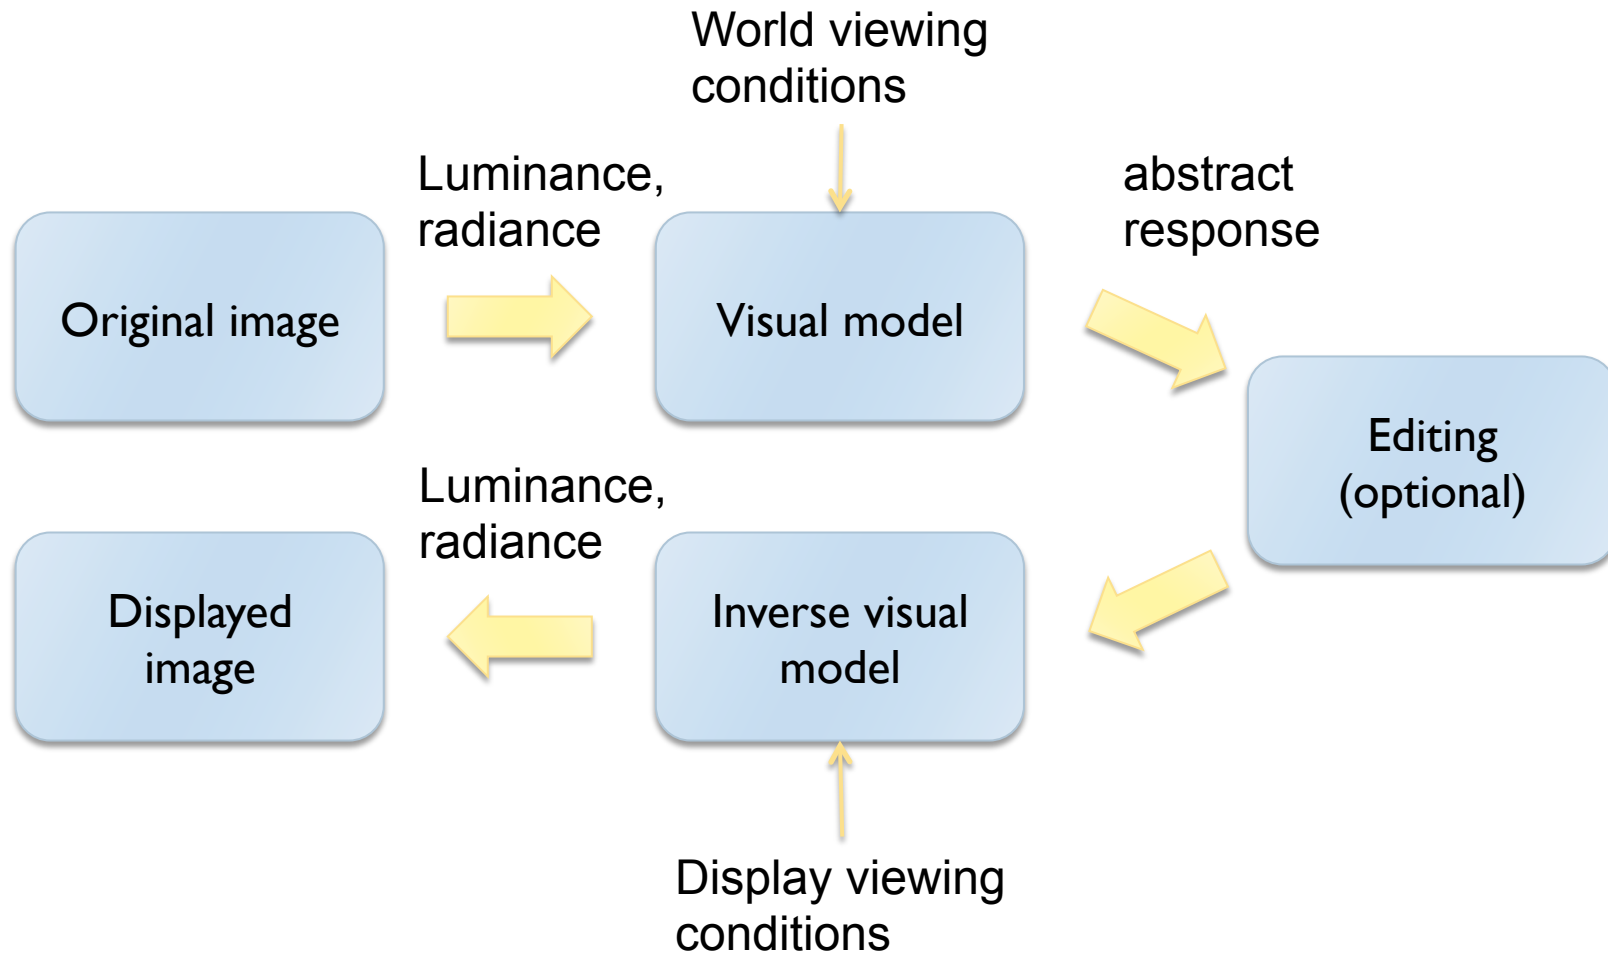 World viewing
conditions
Luminance,
radiance
abstract
response
Original image
Visual model
Editing
(optional)
Luminance,
radiance
Displayed
image
Inverse visual
model
Display viewing
conditions